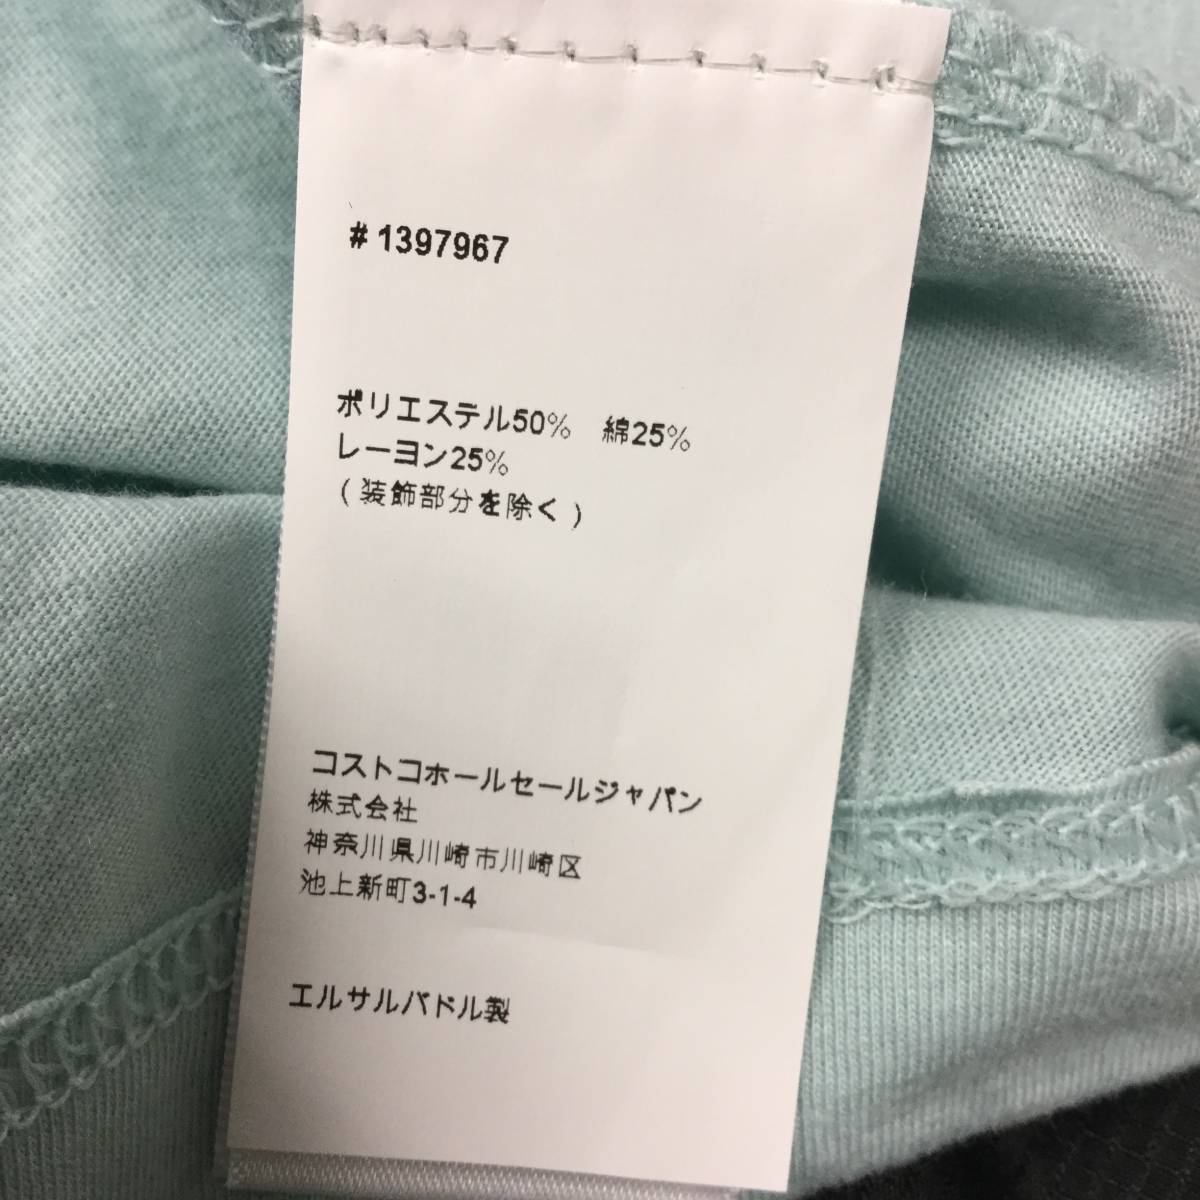 # 1397967
ポリエステル50%　綿25%
レーヨン25%
( 装飾部分を除く )
コストコホールセールジャパン
株式会社
神奈川県川崎市川崎区
池上新町3-1-4
エルサルバドル製